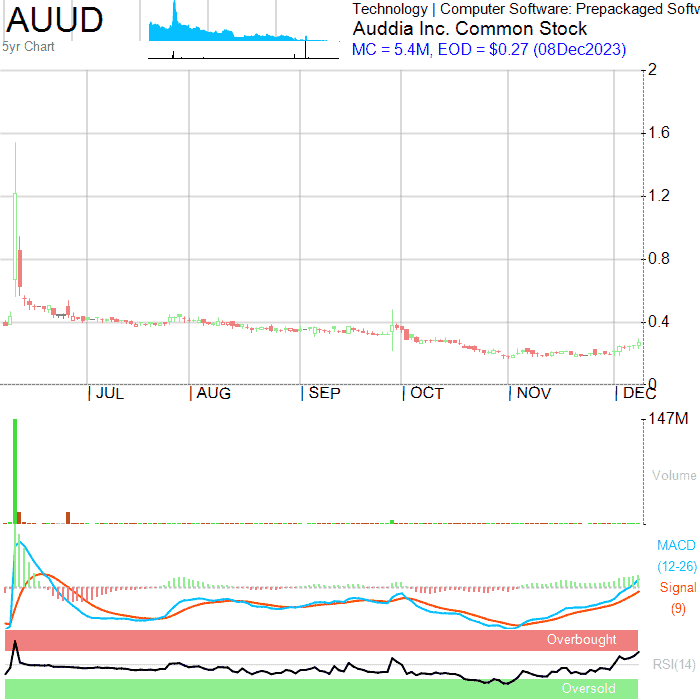 AUUD
5yr Chart
Technology | Computer Software: Prepackaged Softw
Auddia Inc. Common Stock
MC = 5.4M, EOD = $0.27 (08Dec2023)
2
1.6
1.2
0.8
0.4
0
JUL AUG SEP OCT NOV DEC
147M
Volume
MACD
(12-26)
Signal
(9)
Overbought
RSI(14)
Oversold